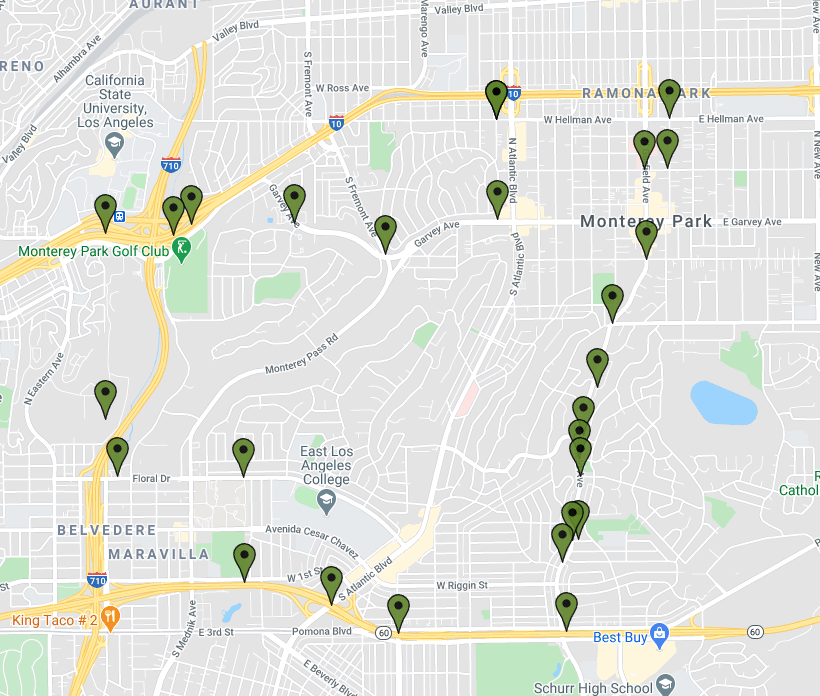 AURANT
Valley Blvd
Valley Blvd
Marengo Ave
New Ave
RENO
Alhambra Ave
S Fremont Ave
California
State
University,
Los Angeles
W Ross Ave
10
RAMONA PARK
10
W Hellman Ave
E Hellman Ave
Valley Blvd
710
N Atlantic Blvd
field Ave
N New Ave
S Fremont Ave
Garvey Ave
Monterey Park
E Garvey Ave
Garvey Ave
Monterey Park Golf Club
S Atlantic Blvd
New Ave
Monterey Pass Rd
N Eastern Ave
East Los
Angeles
College
Floral Dr
Ave
R
Cathol
BELVEDERE
Avenida Cesar Chavez
MARAVILLA
710
W 1st St
S Atlantic Blvd
W Riggin St
St
King Taco # 2
S Mednik Ave
E 3rd St
Pomona Blvd
60
Best Buy
60
E Beverly Blvd
Schurr High School